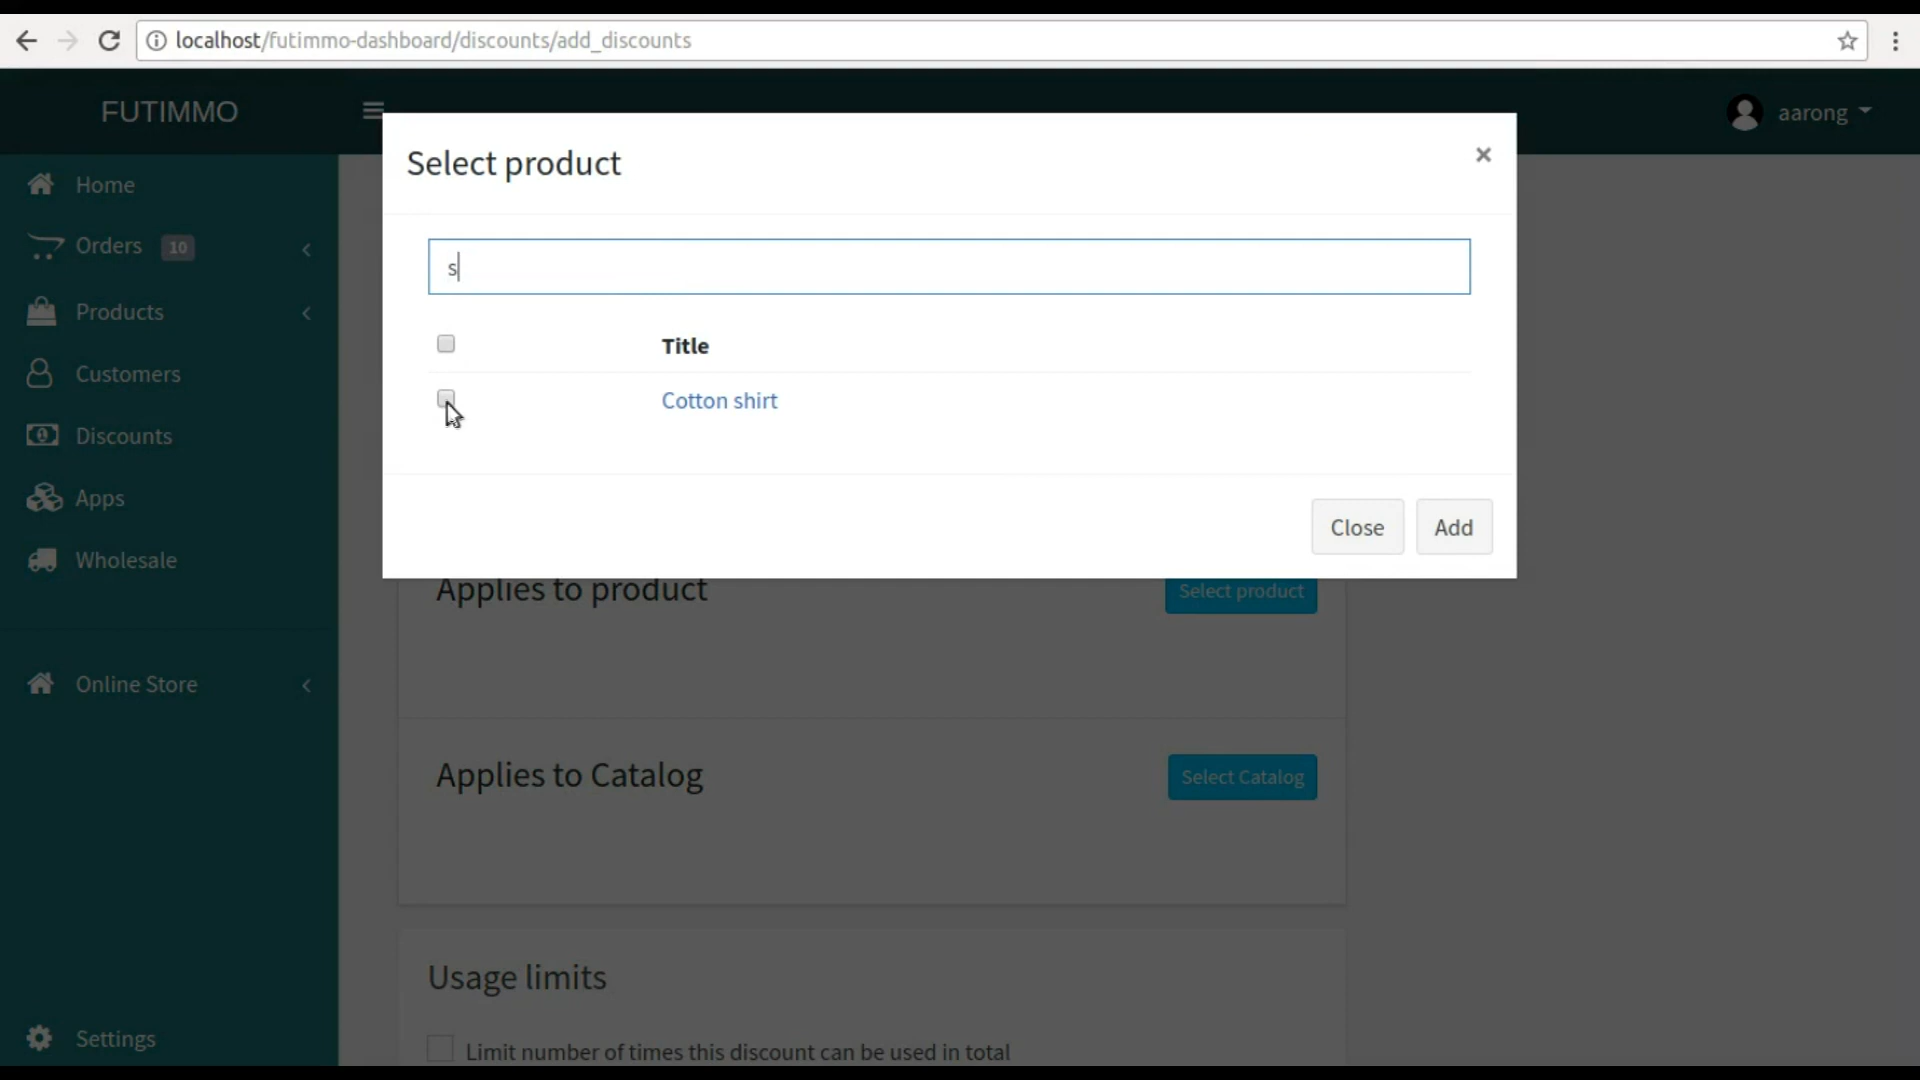 localhost/futimmo-dashboard/discounts/add_discounts
FUTIMMO
aarong
Home
Orders 10
Products
Customers
Discounts
Apps
Wholesale
Online Store
Settings
Select product
×
s
Title
Cotton shirt
Close Add
Applies to product Select product
Applies to Catalog Select Catalog
Usage limits
Limit number of times this discount can be used in total